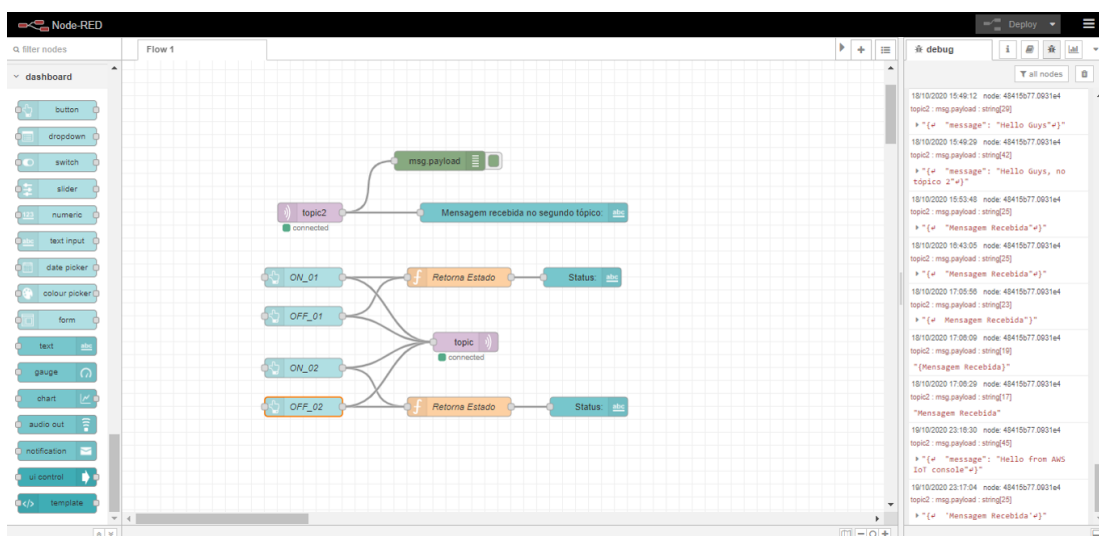 Node-RED
Deploy
filter nodes
Flow 1
debug
i
all nodes
dashboard
button
dropdown
switch
slider
numeric
text input
date picker
colour picker
form
text
gauge
chart
audio out
notification
ui control
template
msg.payload
topic2
connected
Mensagem recebida no segundo tópico:
abc
ON_01
Retorna Estado
Status:
abc
OFF_01
topic
connected
ON_02
OFF_02
Retorna Estado
Status:
abc
18/10/2020 15:49:12 node: 48415b77.0931e4
topic2 : msg.payload : string[29]
"{↵ "message": "Hello Guys"↵}"
18/10/2020 15:49:29 node: 48415b77.0931e4
topic2 : msg.payload : string[42]
"{↵ "message": "Hello Guys, no
tópico 2"↵}"
18/10/2020 15:53:48 node: 48415b77.0931e4
topic2 : msg.payload : string[25]
"{↵ "Mensagem Recebida"↵}"
18/10/2020 16:43:05 node: 48415b77.0931e4
topic2 : msg.payload : string[25]
"{↵ "Mensagem Recebida"↵}"
18/10/2020 17:05:56 node: 48415b77.0931e4
topic2 : msg.payload : string[23]
"{↵ Mensagem Recebida"}"
18/10/2020 17:06:09 node: 48415b77.0931e4
topic2 : msg.payload : string[19]
"{Mensagem Recebida}"
18/10/2020 17:06:29 node: 48415b77.0931e4
topic2 : msg.payload : string[17]
"Mensagem Recebida"
19/10/2020 23:16:30 node: 48415b77.0931e4
topic2 : msg.payload : string[45]
"{↵ "message": "Hello from AWS
IoT console"↵}"
19/10/2020 23:17:04 node: 48415b77.0931e4
topic2 : msg.payload : string[25]
"{↵ 'Mensagem Recebida'↵}"